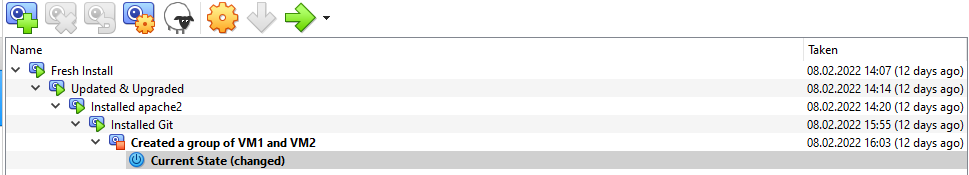 Name Taken
Fresh Install 08.02.2022 14:07 (12 days ago)
Updated & Upgraded 08.02.2022 14:14 (12 days ago)
Installed apache2 08.02.2022 14:20 (12 days ago)
Installed Git 08.02.2022 15:55 (12 days ago)
Created a group of VM1 and VM2 08.02.2022 16:03 (12 days ago)
Current State (changed)